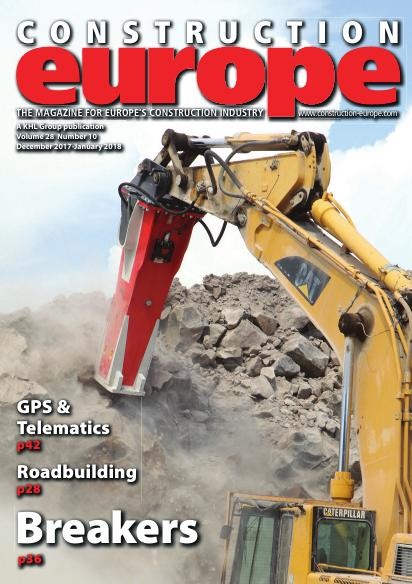 CONSTRUCTION
europe
THE MAGAZINE FOR EUROPE'S CONSTRUCTION INDUSTRY
www.construction-europe.com
A KHL Group publication
Volume 28 Number 10
December 2017-January 2018
CAT
GPS &
Telematics
p42
Roadbuilding
p28
Breakers
p36
CATERPILLAR